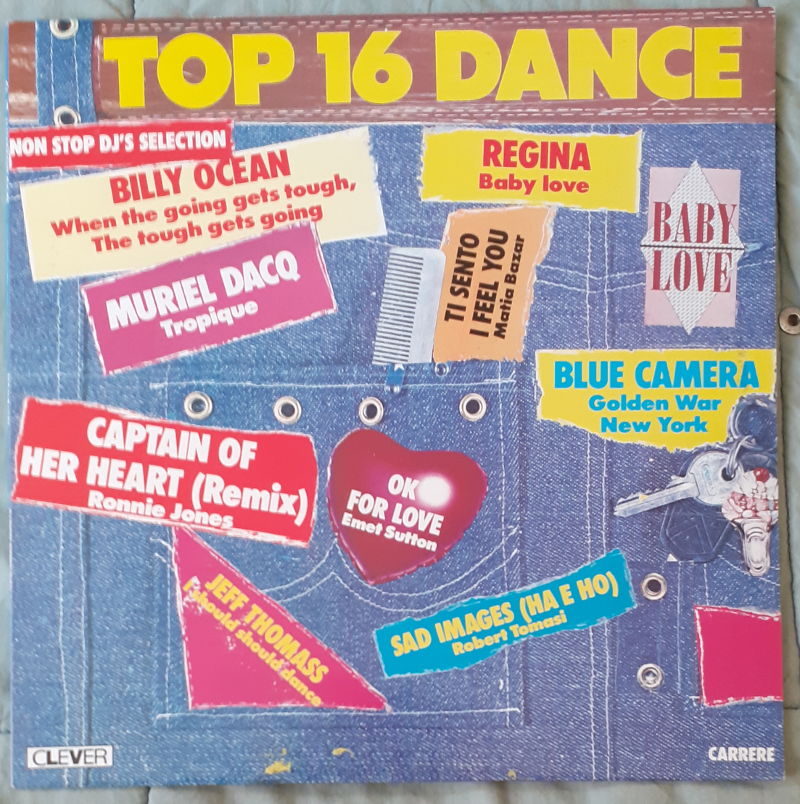 TOP 16 DANCE
NON STOP DJ'S SELECTION
BILLY OCEAN
When the going gets tough,
The tough gets going
REGINA
Baby love
BABY
LOVE
MURIEL DACQ
Tropique
TI SENTO
I FEEL YOU
Matia Bazar
BLUE CAMERA
Golden War
New York
CAPTAIN OF
HER HEART (Remix)
Ronnie Jones
OK
FOR LOVE
Emet Sutton
JEFF THOMASS
I should should dance
SAD IMAGES (HA E HO)
Robert Tomasi
CLEVER
CARRERE